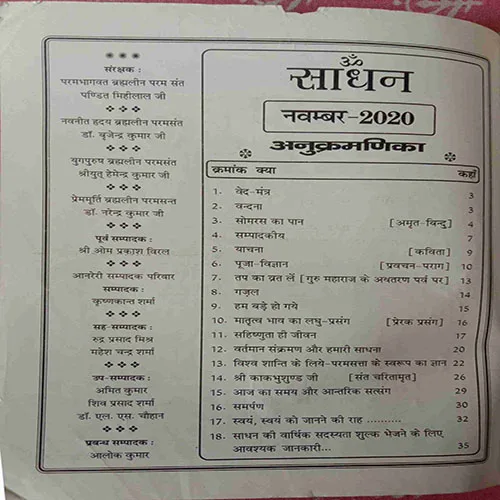 संरक्षक :
परमभागवत ब्रह्मलीन परम संत
पण्डित मिहीलाल जी
नवनीत हृदय ब्रह्मलीन परमसंत
डॉ. बृजेन्द्र कुमार जी
युगपुरुष ब्रह्मलीन परमसंत
श्रीयुत् हेमेन्द्र कुमार जी
प्रेममूर्ति ब्रह्मलीन परमसन्त
डॉ. नरेन्द्र कुमार जी
पूर्व सम्पादक :
श्री ओम प्रकाश विरल
आनरेरी सम्पादक परिवार
सम्पादक :
कृष्णकान्त शर्मा
सह-सम्पादक :
रुद्र प्रसाद मिश्र
महेश चन्द्र शर्मा
उप-सम्पादक :
अमित कुमार
शिव प्रसाद शर्मा
डॉ. एल. एस. चौहान
प्रबन्ध सम्पादक :
आलोक कुमार
ॐ
साधन
नवम्बर-2020
अनुक्रमणिका
क्रमांक क्या कहाँ
1. वेद-मन्त्र 3
2. वन्दना 3
3. सोमरस का पान [अमृत-विन्दु] 4
4. सम्पादकीय 7
5. याचना [कविता] 9
6. पूजा-विज्ञान [प्रवचन-पराग] 10
7. तप का व्रत लें [गुरु महाराज के अवतरण पर्व पर] 13
8. गज़ल 14
9. हम बड़े हो गये 15
10. मातृत्व भाव का लघु-प्रसंग [प्रेरक प्रसंग] 16
11. सहिष्णुता ही जीवन 17
12. वर्तमान संक्रमण और हमारी साधना 20
13. विश्व शान्ति के लिये-परमसत्ता के स्वरूप का ज्ञान 22
14. श्री काकभुशुण्ड जी [संत चरितामृत] 26
15. आज का समय और आन्तरिक सत्संग 29
16. समर्पण 30
17. स्वयं, स्वयं को जानने की राह .......... 32
18. साधन की वार्षिक सदस्यता शुल्क भेजने के लिए
आवश्यक जानकारी... 35